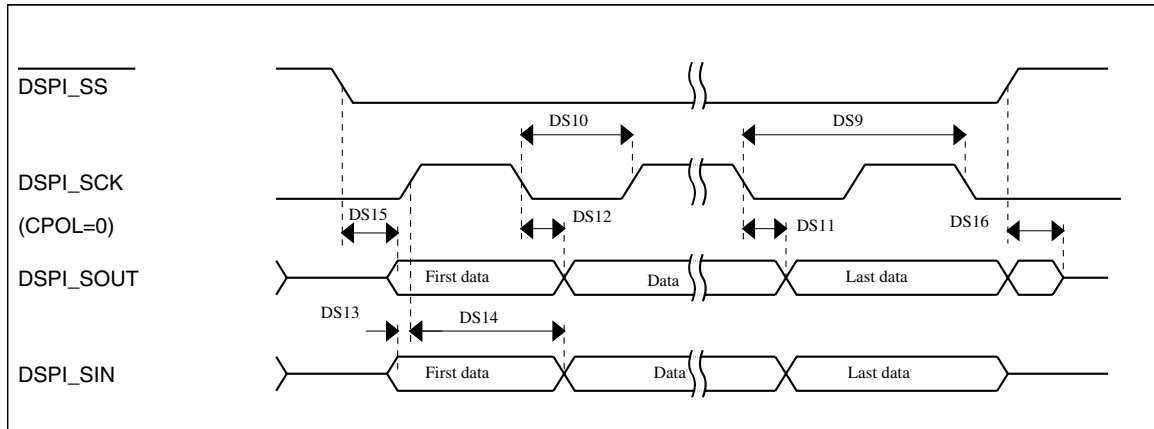 DSPI_SS
DS10
DS9
DSPI_SCK
(CPOL=0)
DS15
DS12
DS11
DS16
DSPI_SOUT
First data
Data
Last data
DS13
DS14
DSPI_SIN
First data
Data
Last data